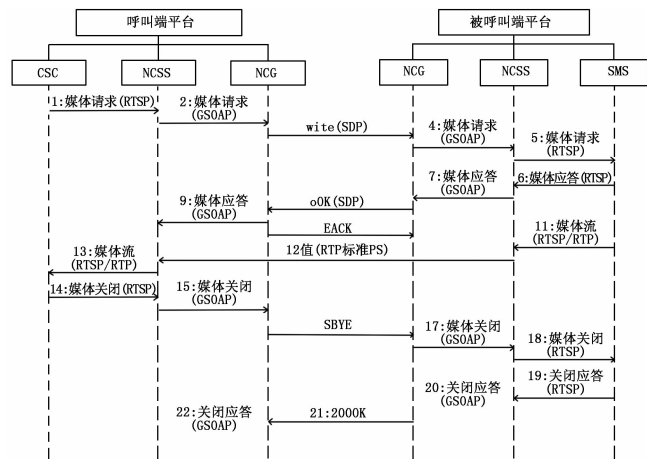 呼叫端平台
被呼叫端平台
CSC
NCSS
NCG
NCG
NCSS
SMS
1:媒体请求(RTSP)
2:媒体请求
(GSOAP)
wite(SDP)
4:媒体请求
(GSOAP)
5:媒体请求
(RTSP)
6:媒体应答(RTSP)
7:媒体应答
(GSOAP)
oOK(SDP)
9:媒体应答
(GSOAP)
EACK
11:媒体流
(RTSP/RTP)
12值(RTP标准PS)
13:媒体流
(RTSP/RTP)
14:媒体关闭(RTSP)
15:媒体关闭
(GSOAP)
SBYE
17:媒体关闭
(GSOAP)
18:媒体关闭
(RTSP)
19:关闭应答
(RTSP)
20:关闭应答
(GSOAP)
21:2000K
22:关闭应答
(GSOAP)